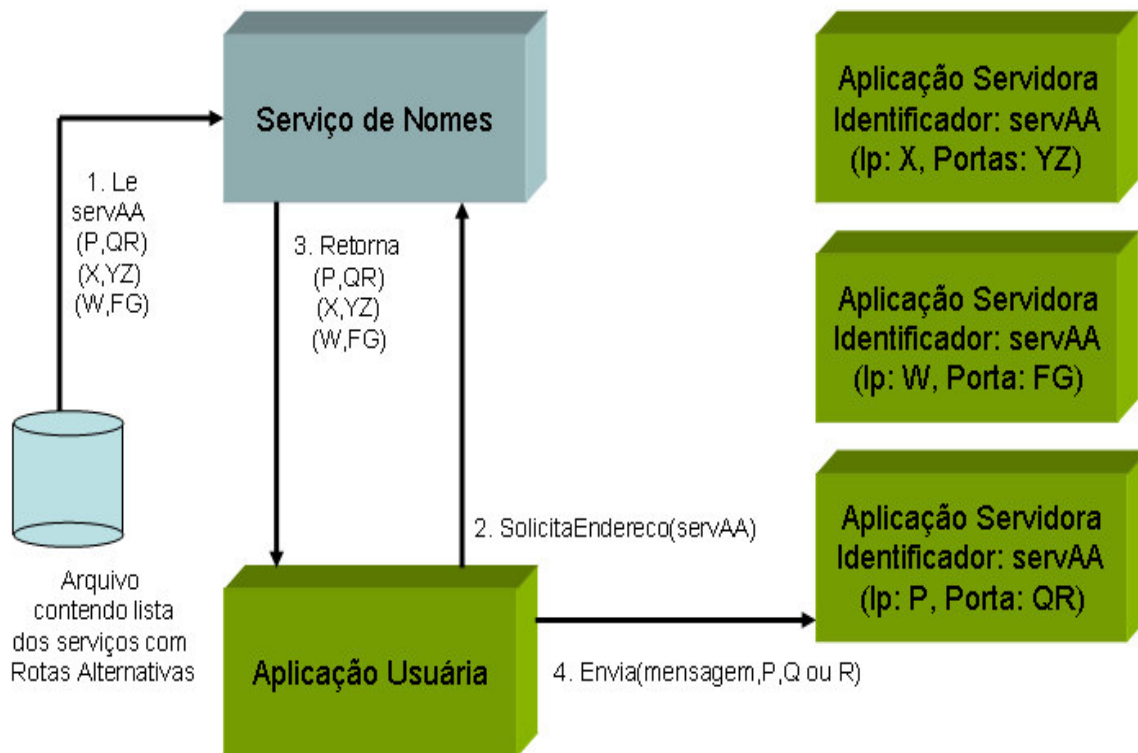 Serviço de Nomes
1. Le
servAA
(P,QR)
(X,YZ)
(W,FG)
3. Retorna
(P,QR)
(X,YZ)
(W,FG)
Aplicação Servidora
Identificador: servAA
(Ip: X, Portas: YZ)
Aplicação Servidora
Identificador: servAA
(Ip: W, Porta: FG)
Aplicação Servidora
Identificador: servAA
(Ip: P, Porta: QR)
2. SolicitaEndereco(servAA)
Arquivo
contendo lista
dos serviços com
Rotas Alternativas
Aplicação Usuária
4. Envia(mensagem,P,Q ou R)